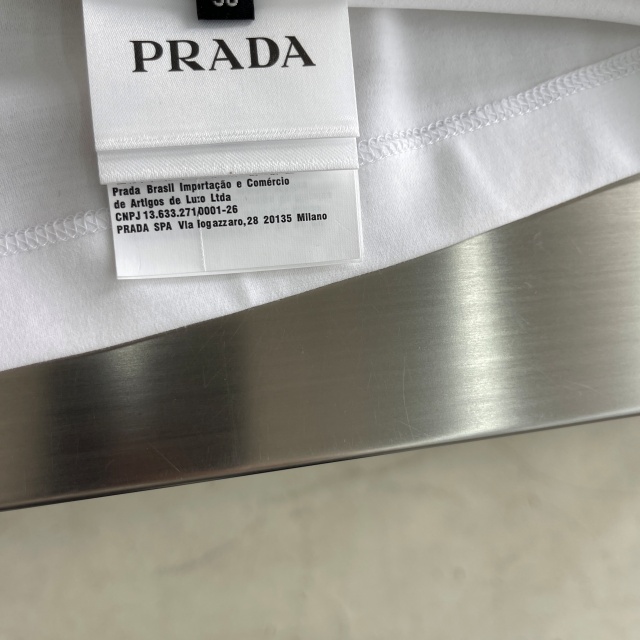 PRADA
Prada Brasil Importação e Comércio
de Artigos de Luxo Ltda
CNPJ 13.633.271/0001-26
PRADA SPA Via logazzaro,28 20135 Milano